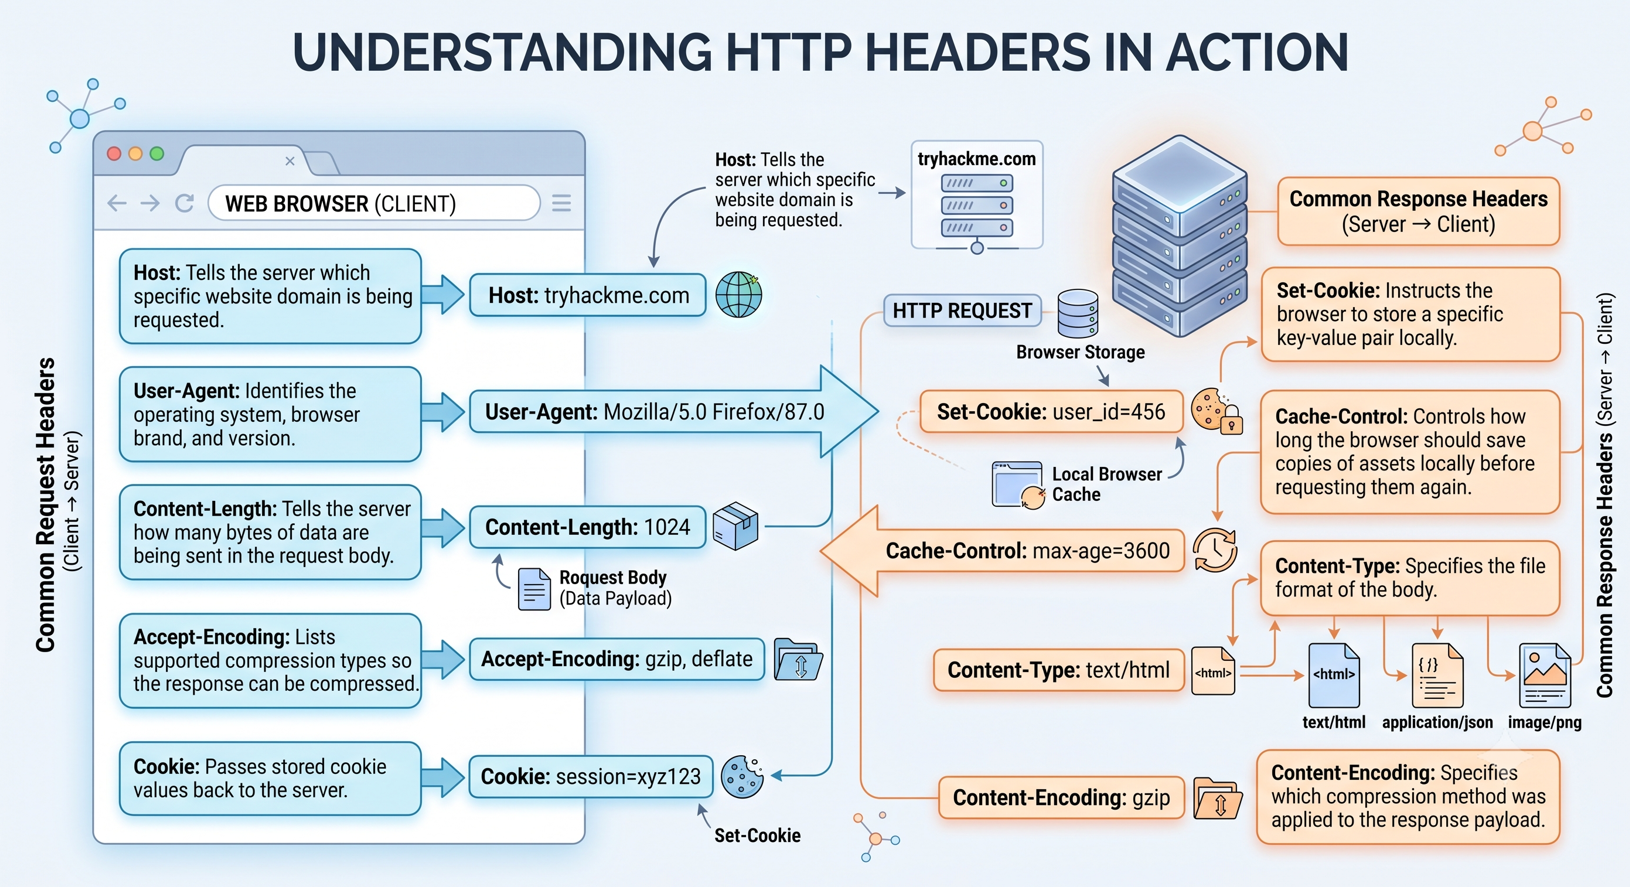 UNDERSTANDING HTTP HEADERS IN ACTION
WEB BROWSER (CLIENT)
Common Request Headers
(Client → Server)
Host: Tells the server which
specific website domain is being
requested.
User-Agent: Identifies the
operating system, browser
brand, and version.
Content-Length: Tells the server
how many bytes of data are
being sent in the request body.
Accept-Encoding: Lists
supported compression types so
the response can be compressed.
Cookie: Passes stored cookie
values back to the server.
Host: tryhackme.com
User-Agent: Mozilla/5.0 Firefox/87.0
Content-Length: 1024
Roquest Body
(Data Payload)
Accept-Encoding: gzip, deflate
Cookie: session=xyz123
Set-Cookie
Host: Tells the
server which specific
website domain is
being requested.
tryhackme.com
HTTP REQUEST
Browser Storage
Set-Cookie: user_id=456
Local Browser
Cache
Cache-Control: max-age=3600
Content-Type: text/html
<html>
Content-Encoding: gzip
Common Response Headers
(Server → Client)
Set-Cookie: Instructs the
browser to store a specific
key-value pair locally.
Cache-Control: Controls how
long the browser should save
copies of assets locally before
requesting them again.
Content-Type: Specifies the file
format of the body.
<html>
{ }
text/html
application/json
image/png
Content-Encoding: Specifies
which compression method was
applied to the response payload.
Common Response Headers (Server → Client)